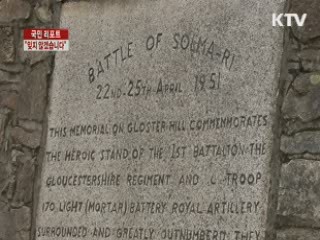 KTV
국민 리포트
"잊지 않겠습니다"
BATTLE OF SOLMA-RI
22ND-25TH APRIL 1951
THIS MEMORIAL ON GLOSTER HILL COMMEMORATES
THE HEROIC STAND OF THE 1ST BATTALION THE
GLOUCESTERSHIRE REGIMENT AND C TROOP
170 LIGHT (MORTAR) BATTERY ROYAL ARTILLERY
SURROUNDED AND GREATLY OUTNUMBERED THEY